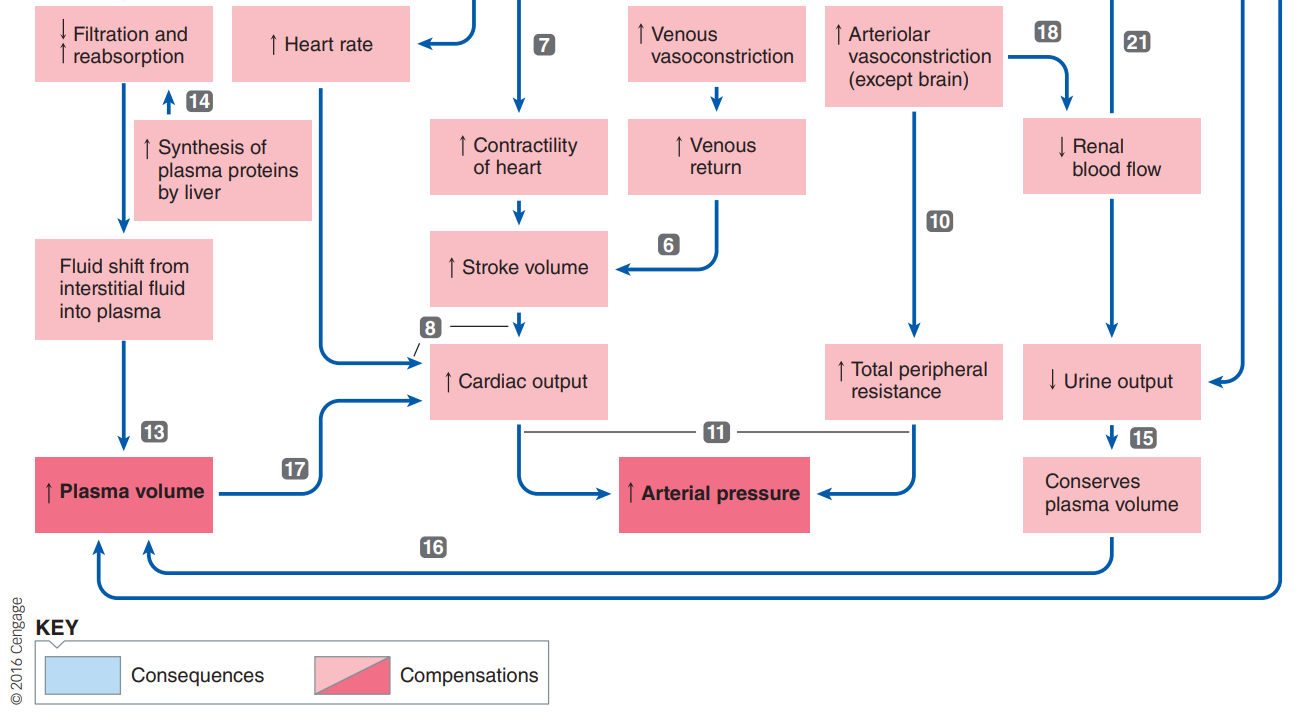 ↓ Filtration and
↑ reabsorption
↑ Heart rate
7
↑ Venous
vasoconstriction
↑ Arteriolar
vasoconstriction
(except brain)
18
21
14
↑ Synthesis of
plasma proteins
by liver
↑ Contractility
of heart
↑ Venous
return
↓ Renal
blood flow
10
6
Fluid shift from
interstitial fluid
into plasma
↑ Stroke volume
8
↑ Cardiac output
↑ Total peripheral
resistance
↓ Urine output
13
11
15
17
↑ Plasma volume
↑ Arterial pressure
Conserves
plasma volume
16
© 2016 Cengage
KEY
Consequences
Compensations